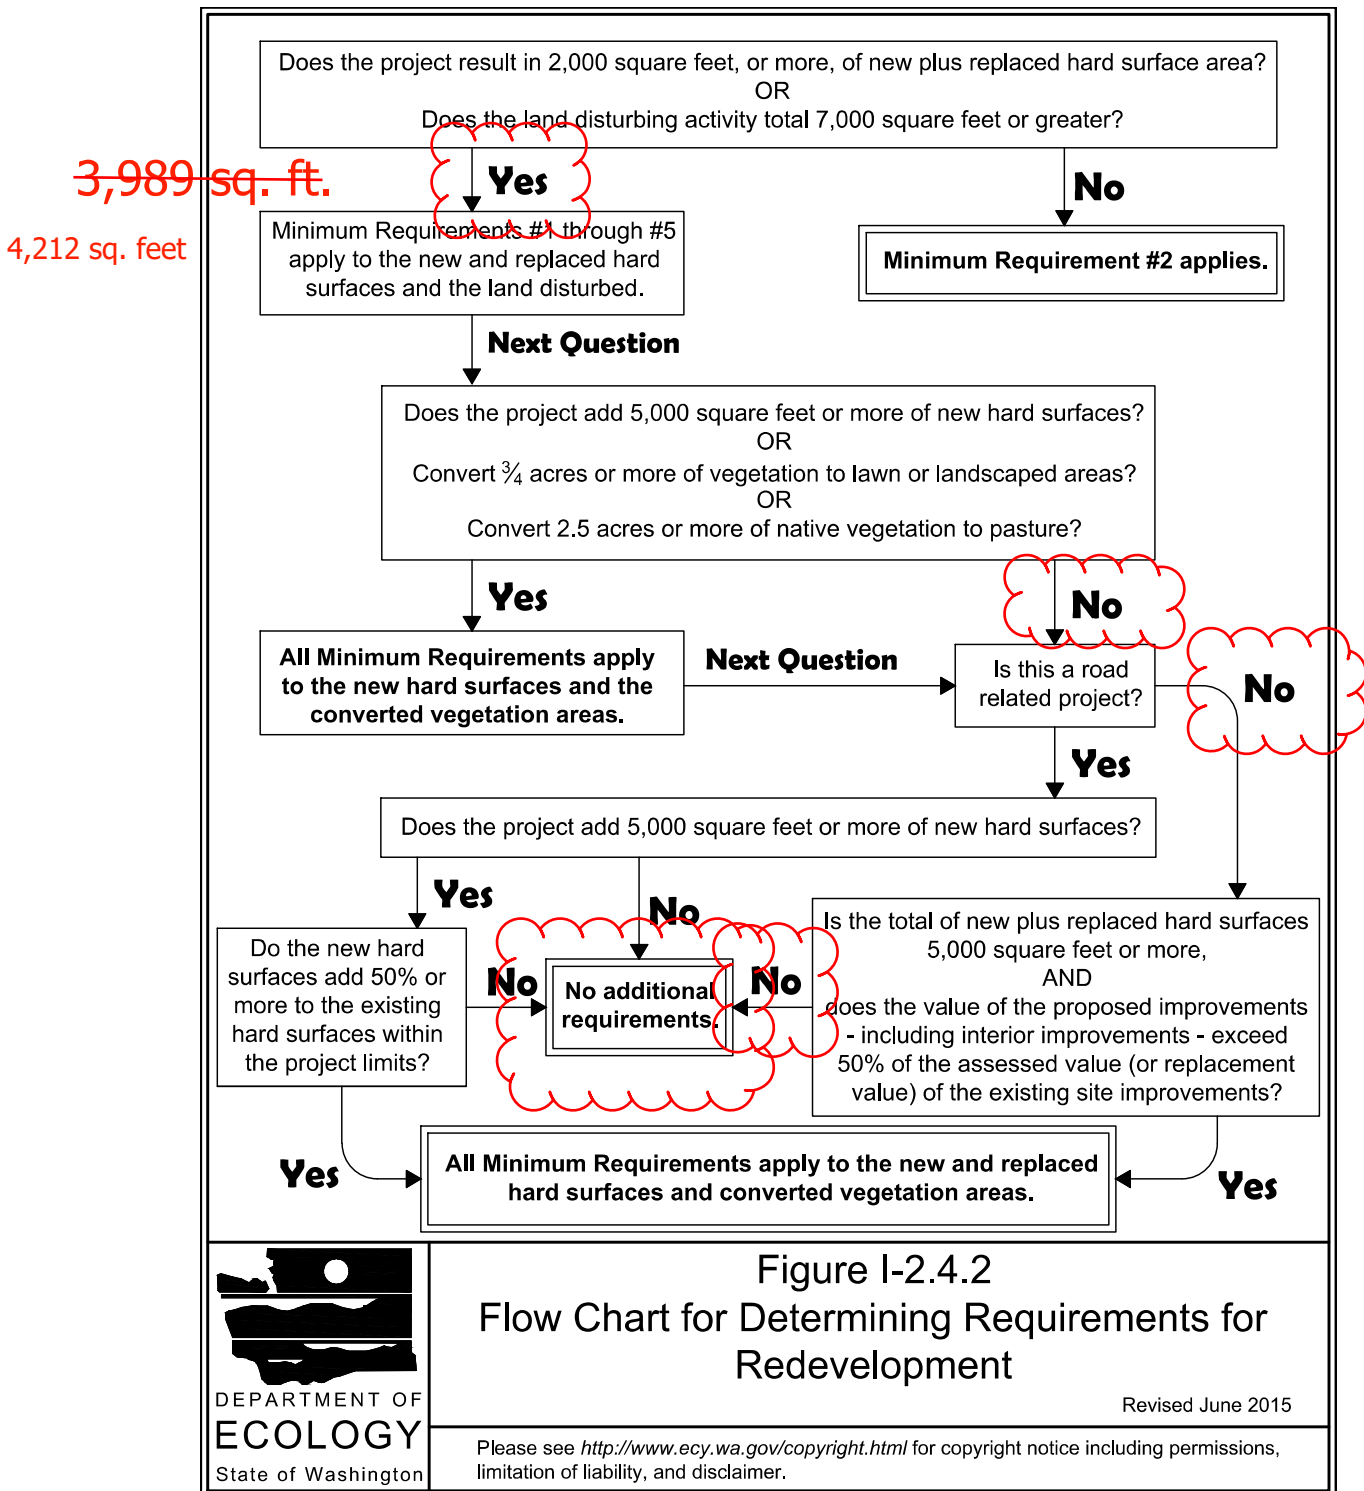 Does the project result in 2,000 square feet, or more, of new plus replaced hard surface area?
OR
Does the land disturbing activity total 7,000 square feet or greater?
3,989 sq. ft.
4,212 sq. feet
Yes
No
Minimum Requirements #1 through #5
apply to the new and replaced hard
surfaces and the land disturbed.
Minimum Requirement #2 applies.
Next Question
Does the project add 5,000 square feet or more of new hard surfaces?
OR
Convert ¾ acres or more of vegetation to lawn or landscaped areas?
OR
Convert 2.5 acres or more of native vegetation to pasture?
Yes
No
All Minimum Requirements apply
to the new hard surfaces and the
converted vegetation areas.
Next Question
Is this a road
related project?
No
Yes
Does the project add 5,000 square feet or more of new hard surfaces?
Yes
No
Do the new hard
surfaces add 50% or
more to the existing
hard surfaces within
the project limits?
No
No additional
requirements.
No
Is the total of new plus replaced hard surfaces
5,000 square feet or more,
AND
does the value of the proposed improvements
- including interior improvements - exceed
50% of the assessed value (or replacement
value) of the existing site improvements?
Yes
All Minimum Requirements apply to the new and replaced
hard surfaces and converted vegetation areas.
Yes
DEPARTMENT OF
ECOLOGY
State of Washington
Figure I-2.4.2
Flow Chart for Determining Requirements for
Redevelopment
Revised June 2015
Please see http://www.ecy.wa.gov/copyright.html for copyright notice including permissions,
limitation of liability, and disclaimer.